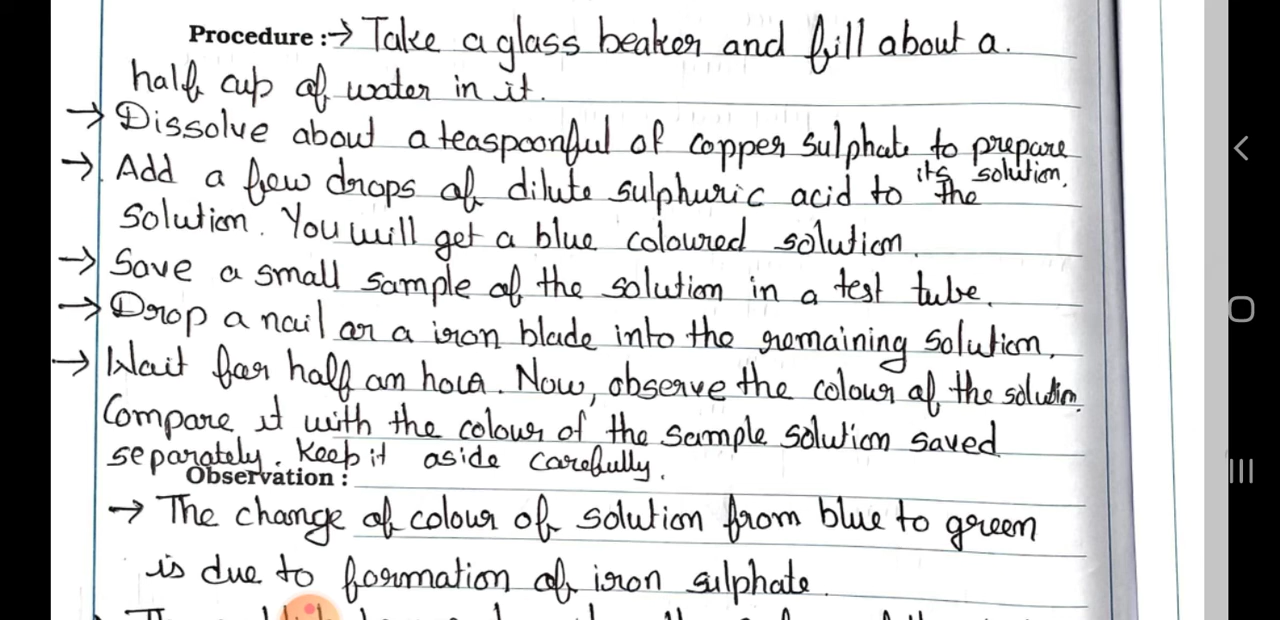 Procedure :→ Take a glass beaker and fill about a.
half cup of water in it.
→ Dissolve about a teaspoonful of copper sulphate to prepare
its solution.
→ Add a few drops of dilute sulphuric acid to the
solution. You will get a blue coloured solution.
→ Save a small sample of the solution in a test tube.
→ Drop a nail or a iron blade into the remaining solution.
→ Wait for half an hour. Now, observe the colour of the solution.
Compare it with the colour of the sample solution saved
separately. Keep it aside carefully.
Observation :
→ The change of colour of solution from blue to green
is due to formation of iron sulphate.